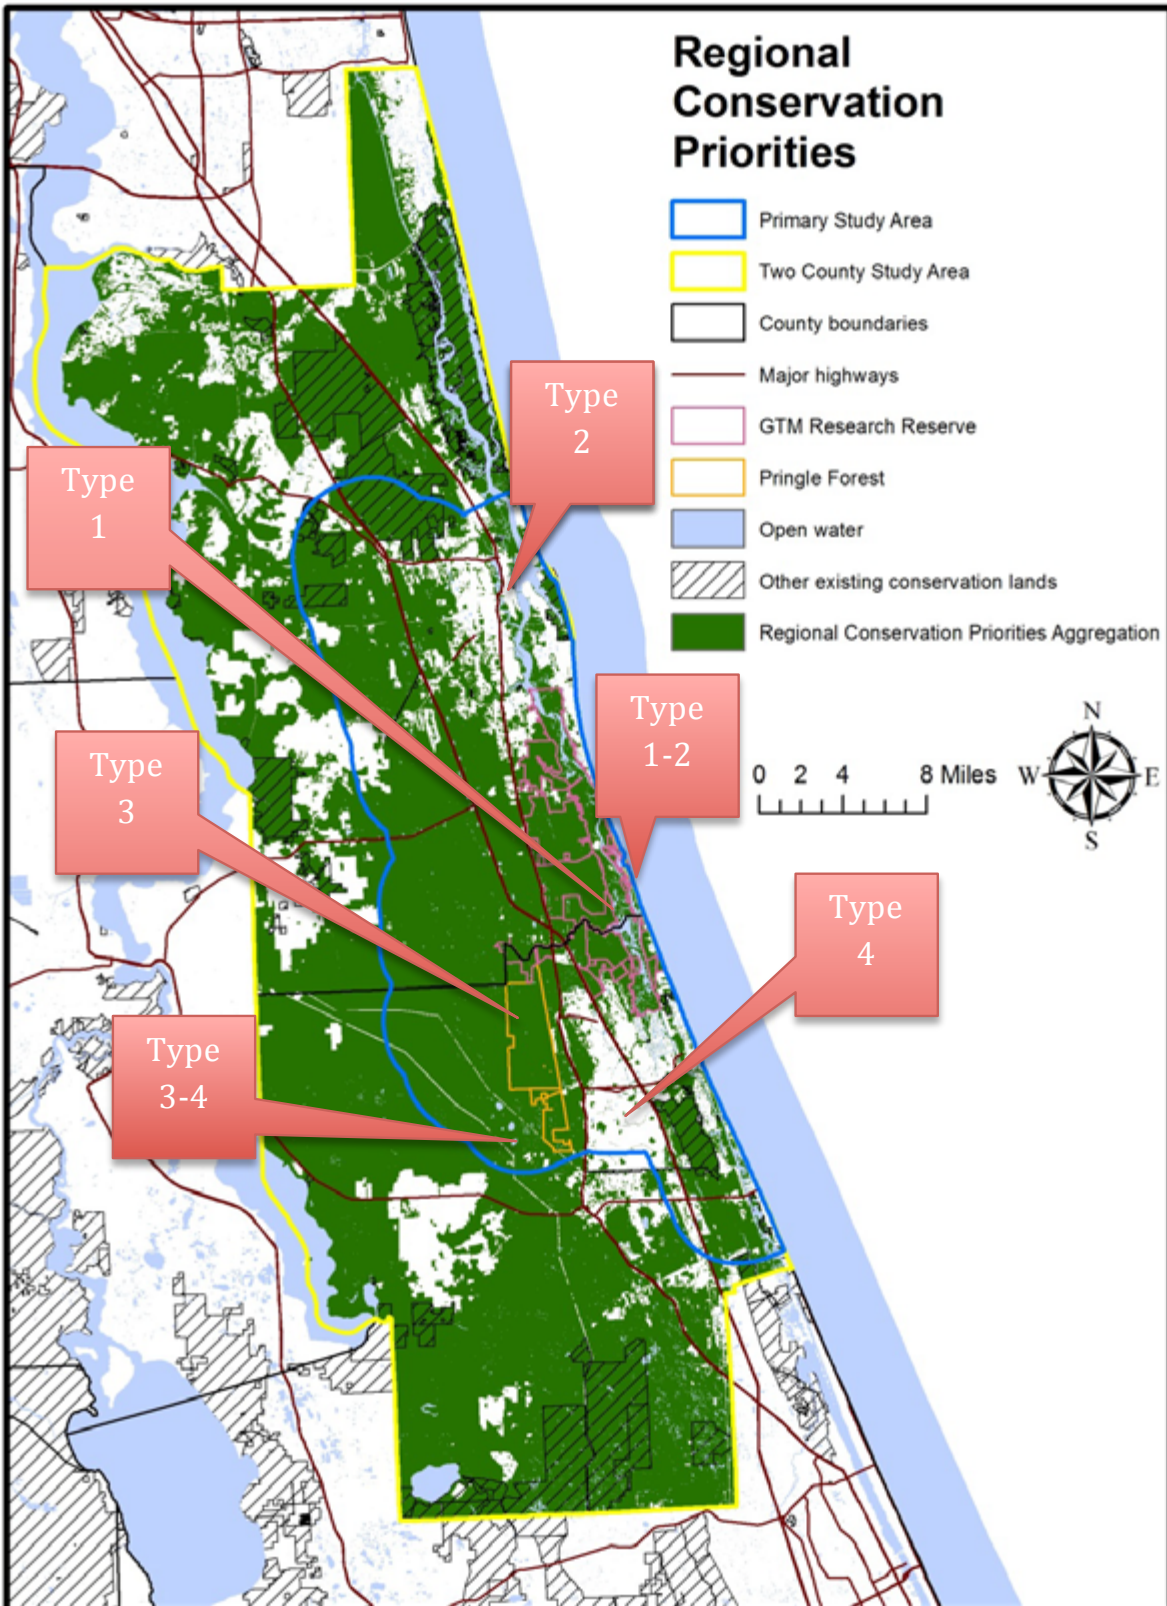 Regional
Conservation
Priorities
Primary Study Area
Two County Study Area
County boundaries
Major highways
GTM Research Reserve
Pringle Forest
Open water
Other existing conservation lands
Regional Conservation Priorities Aggregation
Type
2
Type
1
Type
1-2
Type
3
Type
4
Type
3-4
0 2 4 8 Miles
N
W E
S